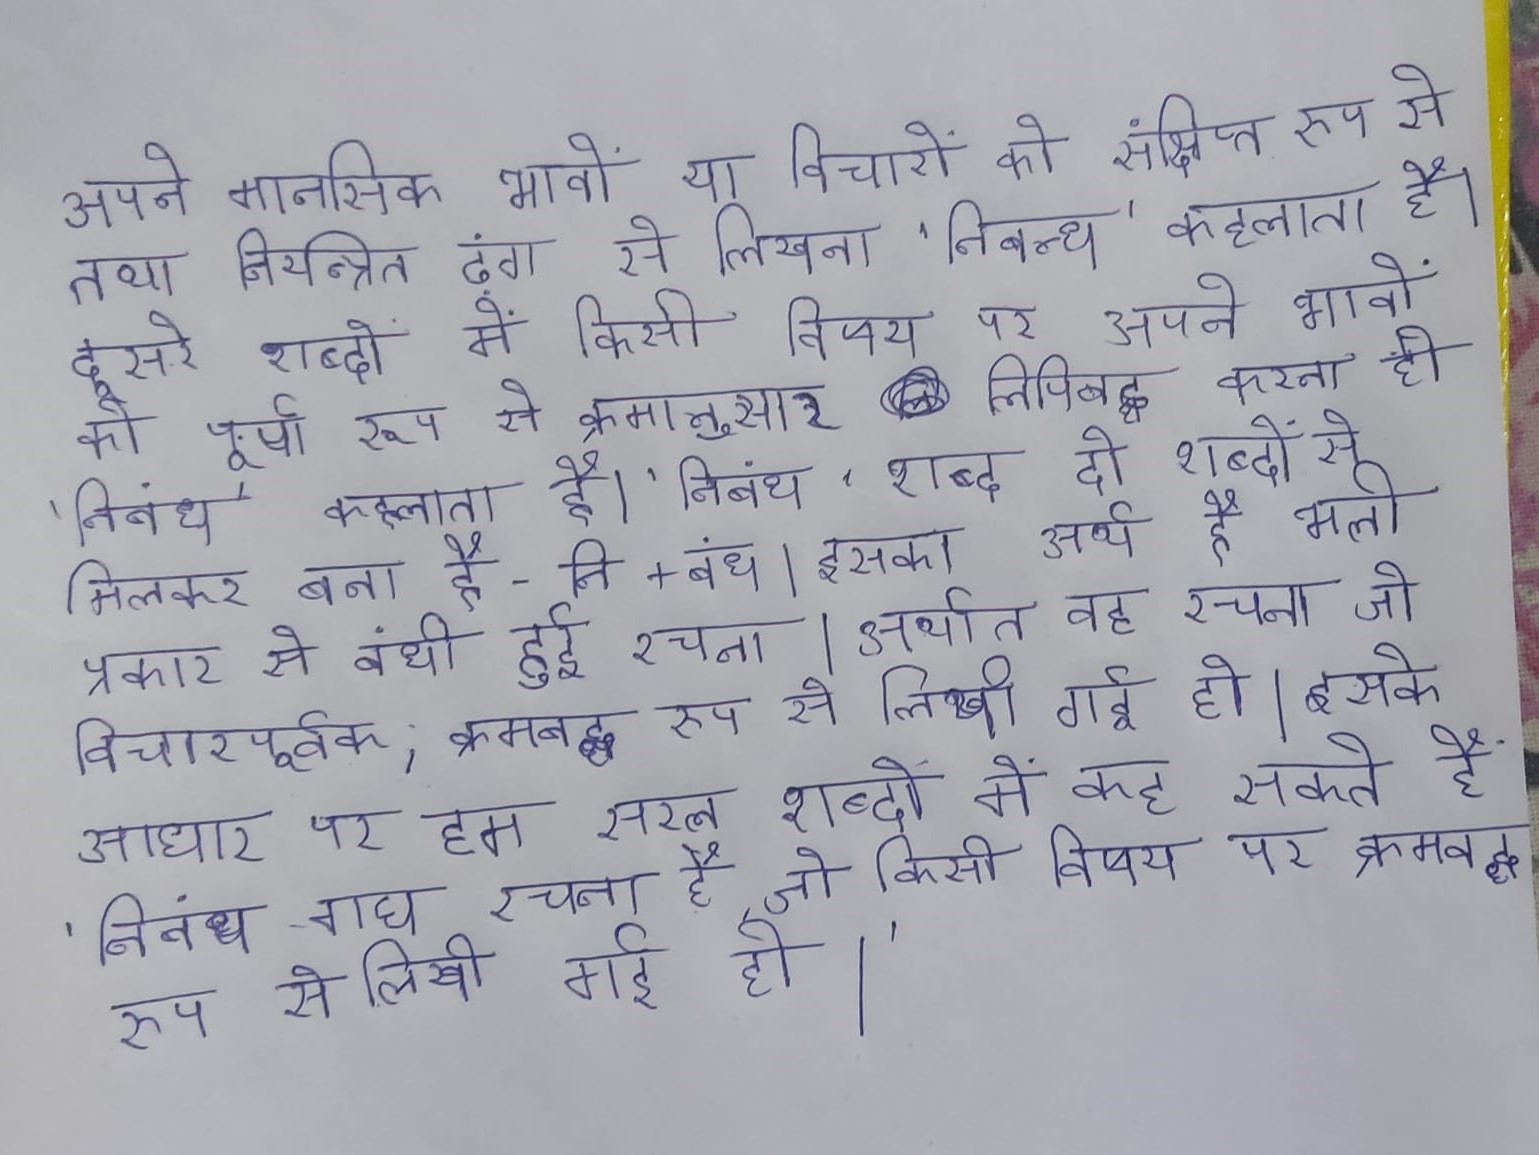 अपने मानसिक भावों या विचारों को संक्षिप्त रुप से
तथा नियन्त्रित ढंग से लिखना 'निबन्ध' कहलाता है।
दूसरे शब्दों में किसी विषय पर अपने भावों
को पूर्ण रूप से क्रमानुसार लिपिबद्ध करना ही
'निबंध' कहलाता है। 'निबंध' शब्द दो शब्दों से
मिलकर बना है - नि + बंध। इसका अर्थ है भली
प्रकार से बंधी हुई रचना। अर्थात वह रचना जो
विचारपूर्वक, क्रमबद्ध रुप से लिखी गई हो। इसके
आधार पर हम सरल शब्दों में कह सकते हैं
'निबंध गद्य रचना है, जो किसी विषय पर क्रमबद्ध
रुप से लिखी गई हो।'